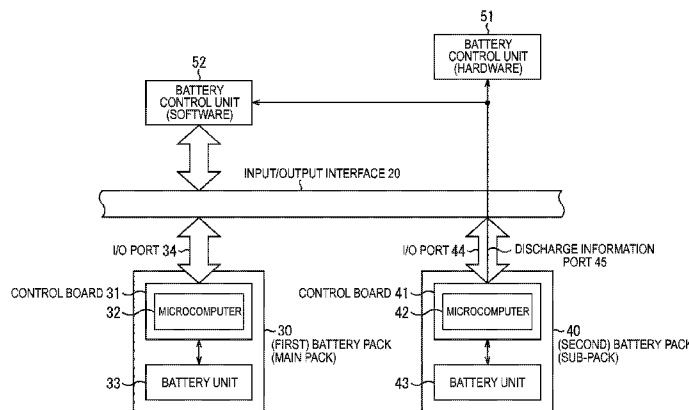 51
BATTERY
CONTROL UNIT
(HARDWARE)
52
BATTERY
CONTROL UNIT
(SOFTWARE)
INPUT/OUTPUT INTERFACE 20
I/O PORT 34
I/O PORT 44
DISCHARGE INFORMATION
PORT 45
CONTROL BOARD 31
32
MICROCOMPUTER
30
(FIRST) BATTERY PACK
(MAIN PACK)
33
BATTERY UNIT
CONTROL BOARD 41
42
MICROCOMPUTER
40
(SECOND) BATTERY PACK
(SUB-PACK)
43
BATTERY UNIT